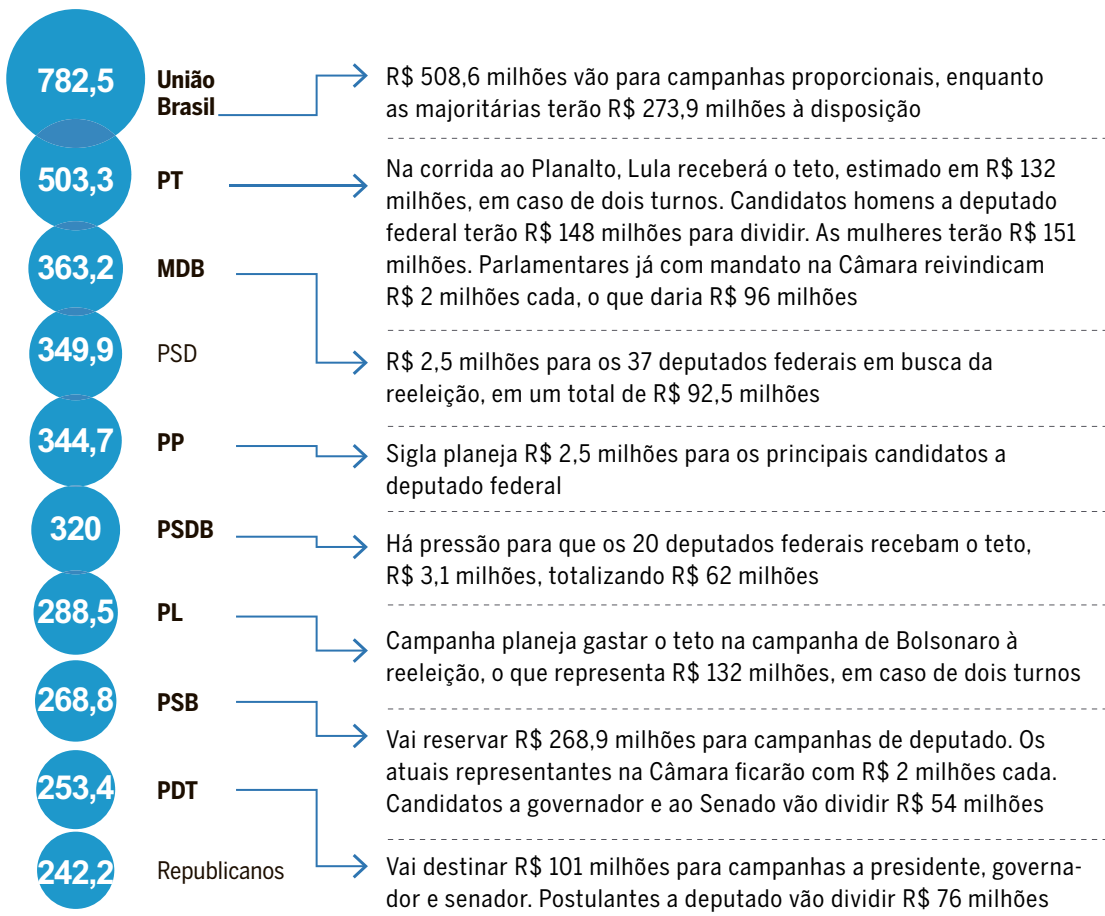 782,5
União
Brasil
R$ 508,6 milhões vão para campanhas proporcionais, enquanto
as majoritárias terão R$ 273,9 milhões à disposição
503,3
PT
Na corrida ao Planalto, Lula receberá o teto, estimado em R$ 132
milhões, em caso de dois turnos. Candidatos homens a deputado
federal terão R$ 148 milhões para dividir. As mulheres terão R$ 151
milhões. Parlamentares já com mandato na Câmara reivindicam
R$ 2 milhões cada, o que daria R$ 96 milhões
363,2
MDB
R$ 2,5 milhões para os 37 deputados federais em busca da
reeleição, em um total de R$ 92,5 milhões
349,9
PSD
344,7
PP
Sigla planeja R$ 2,5 milhões para os principais candidatos a
deputado federal
320
PSDB
Há pressão para que os 20 deputados federais recebam o teto,
R$ 3,1 milhões, totalizando R$ 62 milhões
288,5
PL
Campanha planeja gastar o teto na campanha de Bolsonaro à
reeleição, o que representa R$ 132 milhões, em caso de dois turnos
268,8
PSB
Vai reservar R$ 268,9 milhões para campanhas de deputado. Os
atuais representantes na Câmara ficarão com R$ 2 milhões cada.
Candidatos a governador e ao Senado vão dividir R$ 54 milhões
253,4
PDT
Vai destinar R$ 101 milhões para campanhas a presidente, governa-
dor e senador. Postulantes a deputado vão dividir R$ 76 milhões
242,2
Republicanos